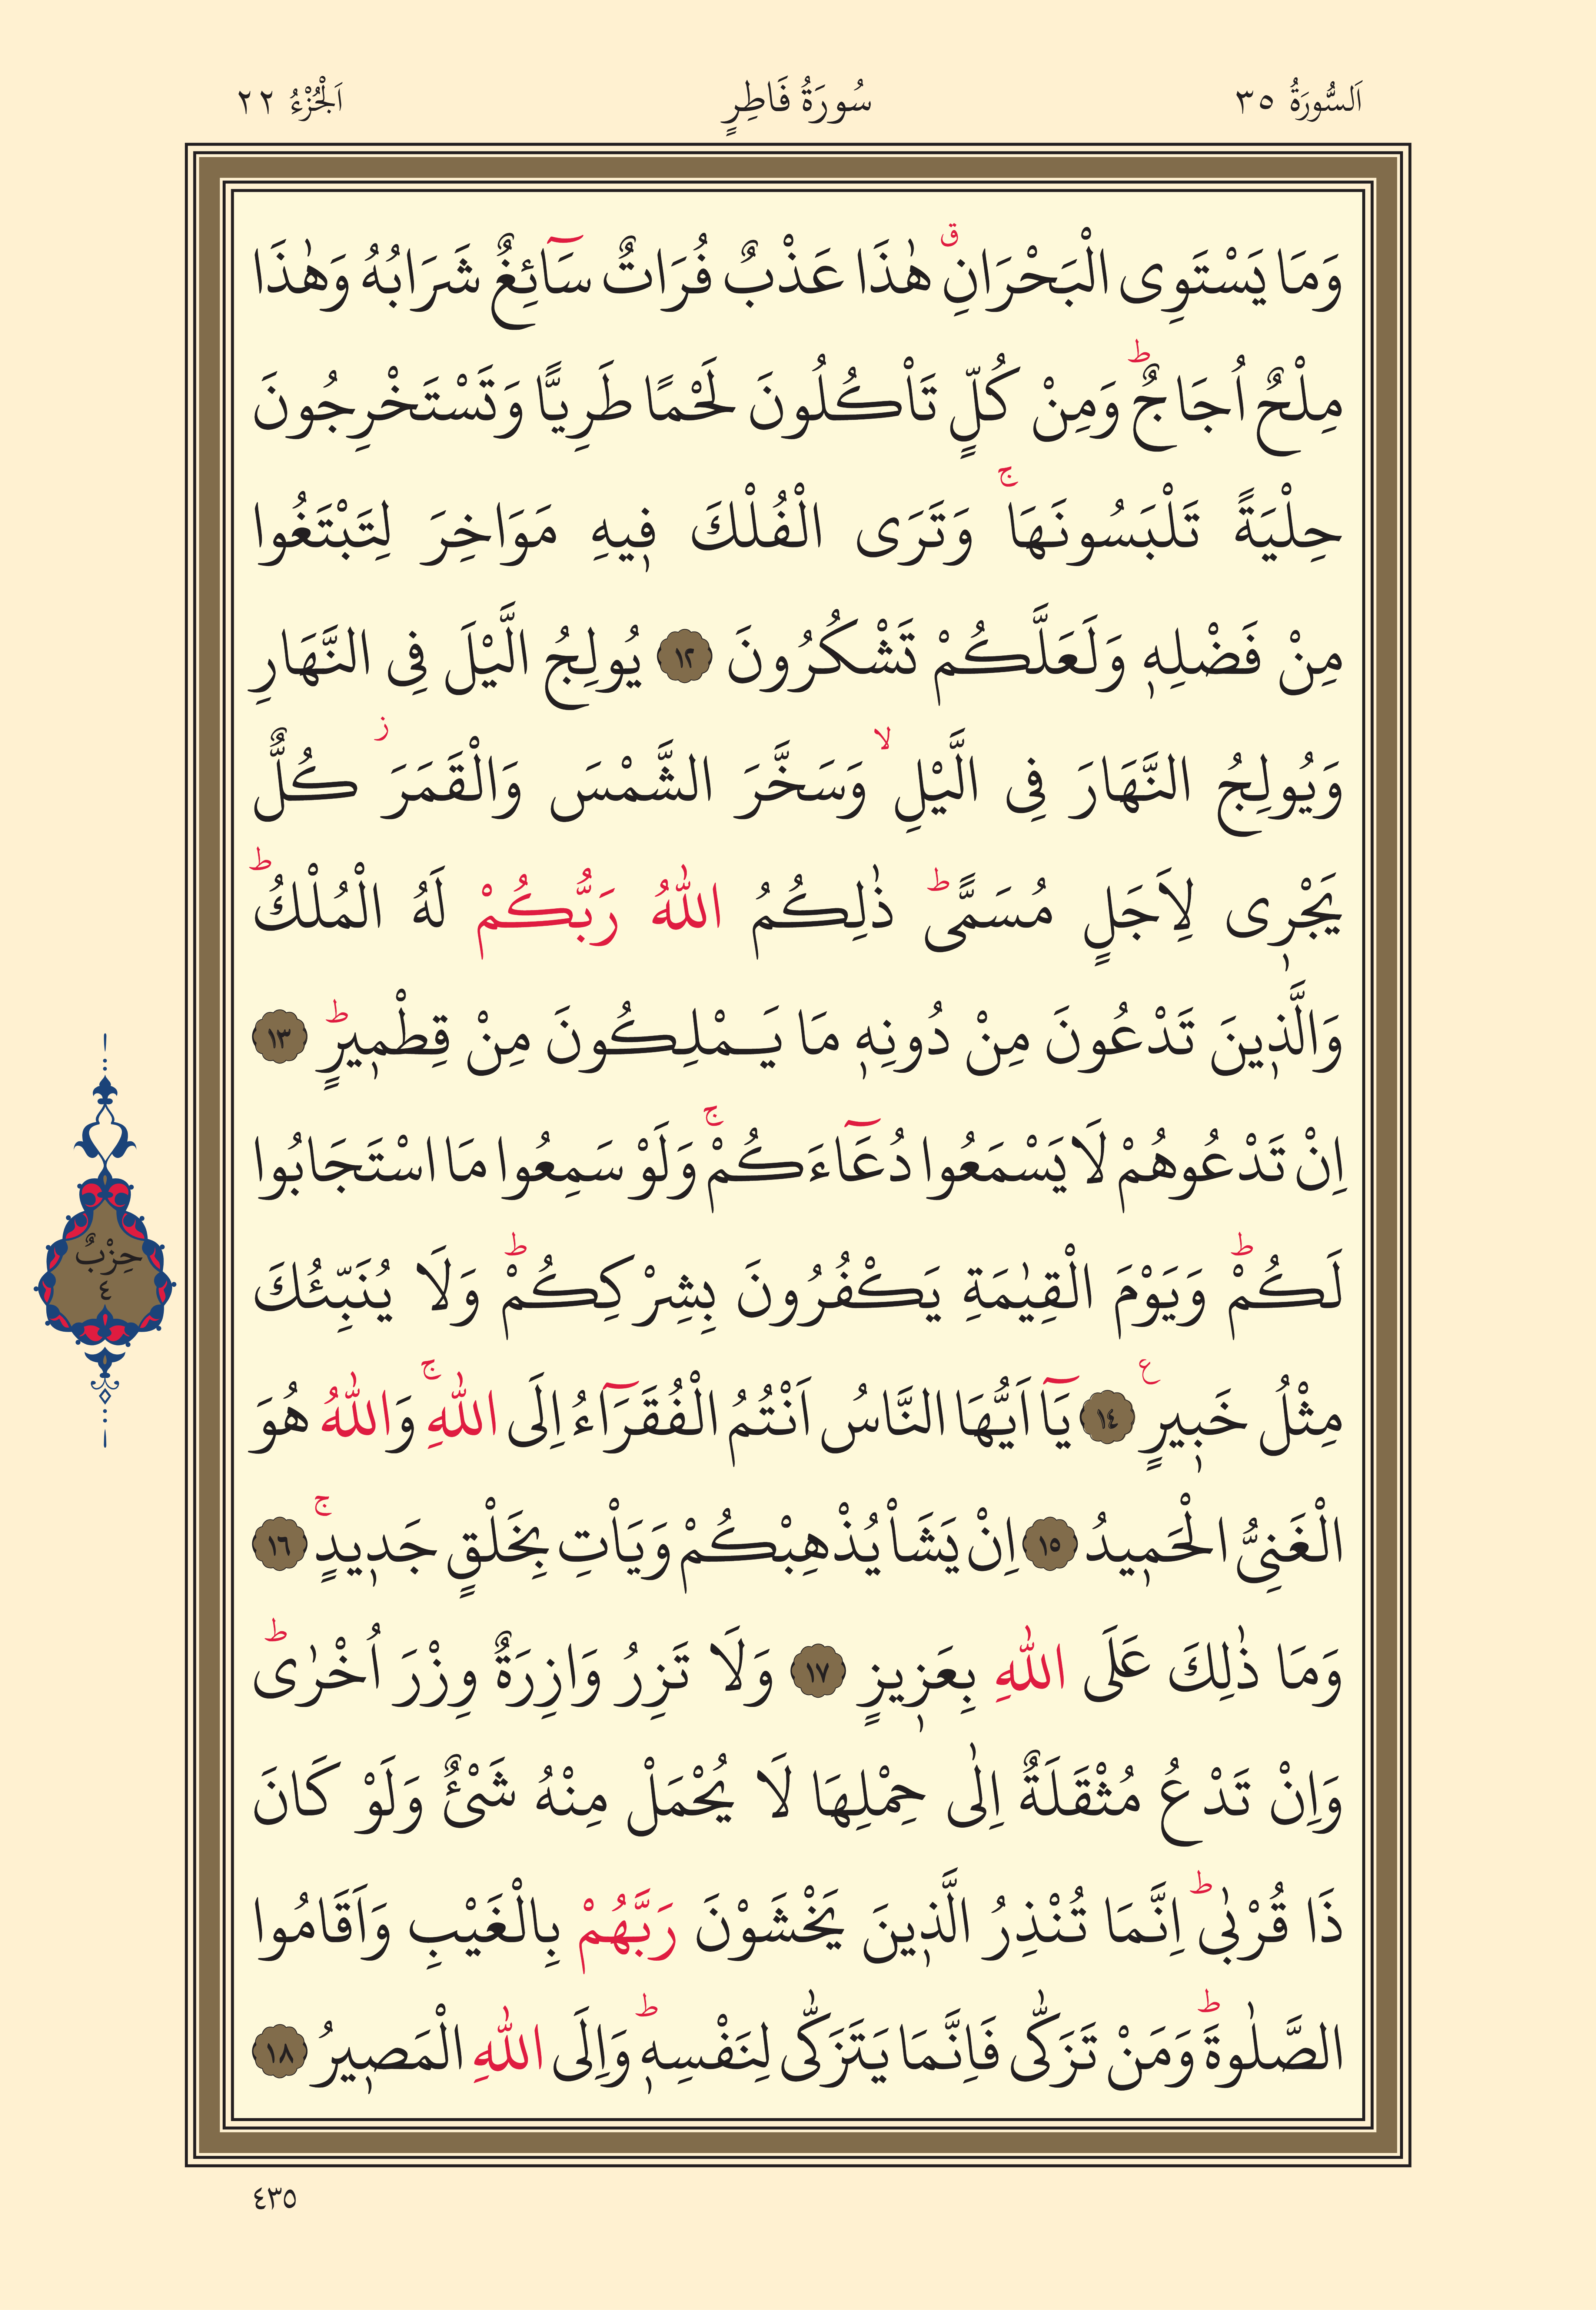 اَلسُّورَةُ ٣٥ سُورَةُ فَاطِرٍ اَلْجُزْءُ ٢٢
وَمَا يَسْتَوِى الْبَحْرَانِۗ هٰذَا عَذْبٌ فُرَاتٌ سَٓائِغٌ شَرَابُهُ وَهٰذَا
مِلْحٌ اُجَاجٌۜ وَمِنْ كُلٍّ تَاْكُلُونَ لَحْمًا طَرِيًّا وَتَسْتَخْرِجُونَ
حِلْيَةً تَلْبَسُونَهَاۚ وَتَرَى الْفُلْكَ ف۪يهِ مَوَاخِرَ لِتَبْتَغُوا
مِنْ فَضْلِه۪ وَلَعَلَّكُمْ تَشْكُرُونَ ١٢ يُولِجُ الَّيْلَ فِى النَّهَارِ
وَيُولِجُ النَّهَارَ فِى الَّيْلِۙ وَسَخَّرَ الشَّمْسَ وَالْقَمَرَۘ كُلٌّ
يَجْر۪ى لِاَجَلٍ مُسَمًّىۜ ذٰلِكُمُ اللّٰهُ رَبُّكُمْ لَهُ الْمُلْكُۜ
وَالَّذ۪ينَ تَدْعُونَ مِنْ دُونِه۪ مَا يَمْلِكُونَ مِنْ قِطْم۪يرٍۜ ١٣
اِنْ تَدْعُوهُمْ لَا يَسْمَعُوا دُعَٓاءَكُمْۚ وَلَوْ سَمِعُوا مَا اسْتَجَابُوا
لَكُمْۜ وَيَوْمَ الْقِيٰمَةِ يَكْفُرُونَ بِشِرْكِكُمْۜ وَلَا يُنَبِّئُكَ
مِثْلُ خَب۪يرٍ۟ ١٤ يَٓا اَيُّهَا النَّاسُ اَنْتُمُ الْفُقَرَٓاءُ اِلَى اللّٰهِۚ وَاللّٰهُ هُوَ
الْغَنِىُّ الْحَم۪يدُ ١٥ اِنْ يَشَاْ يُذْهِبْكُمْ وَيَاْتِ بِخَلْقٍ جَد۪يدٍۚ ١٦
وَمَا ذٰلِكَ عَلَى اللّٰهِ بِعَز۪يزٍ ١٧ وَلَا تَزِرُ وَازِرَةٌ وِزْرَ اُخْرٰىۜ
وَاِنْ تَدْعُ مُثْقَلَةٌ اِلٰى حِمْلِهَا لَا يُحْمَلْ مِنْهُ شَىْءٌ وَلَوْ كَانَ
ذَا قُرْبٰىۜ اِنَّمَا تُنْذِرُ الَّذ۪ينَ يَخْشَوْنَ رَبَّهُمْ بِالْغَيْبِ وَاَقَامُوا
الصَّلٰوةَۜ وَمَنْ تَزَكّٰى فَاِنَّمَا يَتَزَكّٰى لِنَفْسِه۪ۜ وَاِلَى اللّٰهِ الْمَص۪يرُ ١٨
حِزْبٌ
٤
٤٣٥